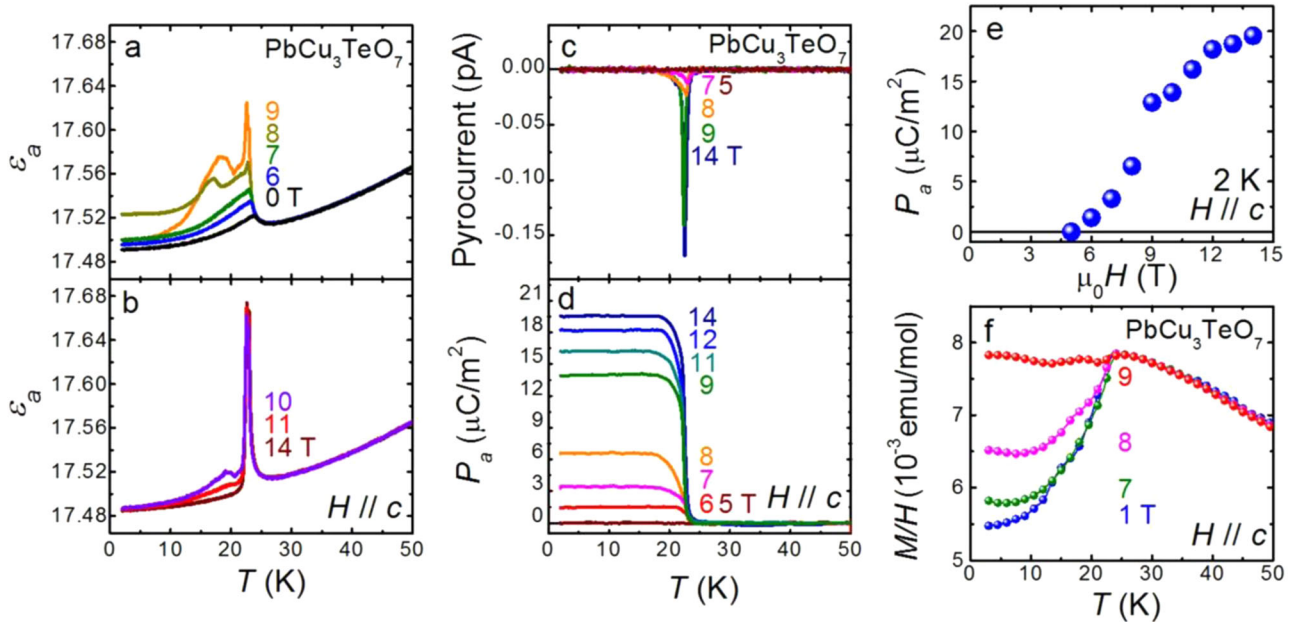 a
PbCu₃TeO₇
17.68
17.64
17.60
17.56
17.52
17.48
εₐ
9
8
7
6
0 T
b
17.68
17.64
17.60
17.56
17.52
17.48
εₐ
10
11
14 T
H // c
0 10 20 30 40 50
T (K)
c
PbCu₃TeO₇
0.00
-0.05
-0.10
-0.15
Pyrocurrent (pA)
7 5
8
9
14 T
d
21
18
15
12
9
6
3
0
Pₐ (μC/m²)
14
12
11
9
8
7
6 5 T
H // c
0 10 20 30 40 50
T (K)
e
20
15
10
5
0
Pₐ (μC/m²)
2 K
H // c
0 3 6 9 12 15
μ₀H (T)
f
PbCu₃TeO₇
8
7
6
5
M/H (10⁻³ emu/mol)
9
8
7
1 T
H // c
0 10 20 30 40 50
T (K)